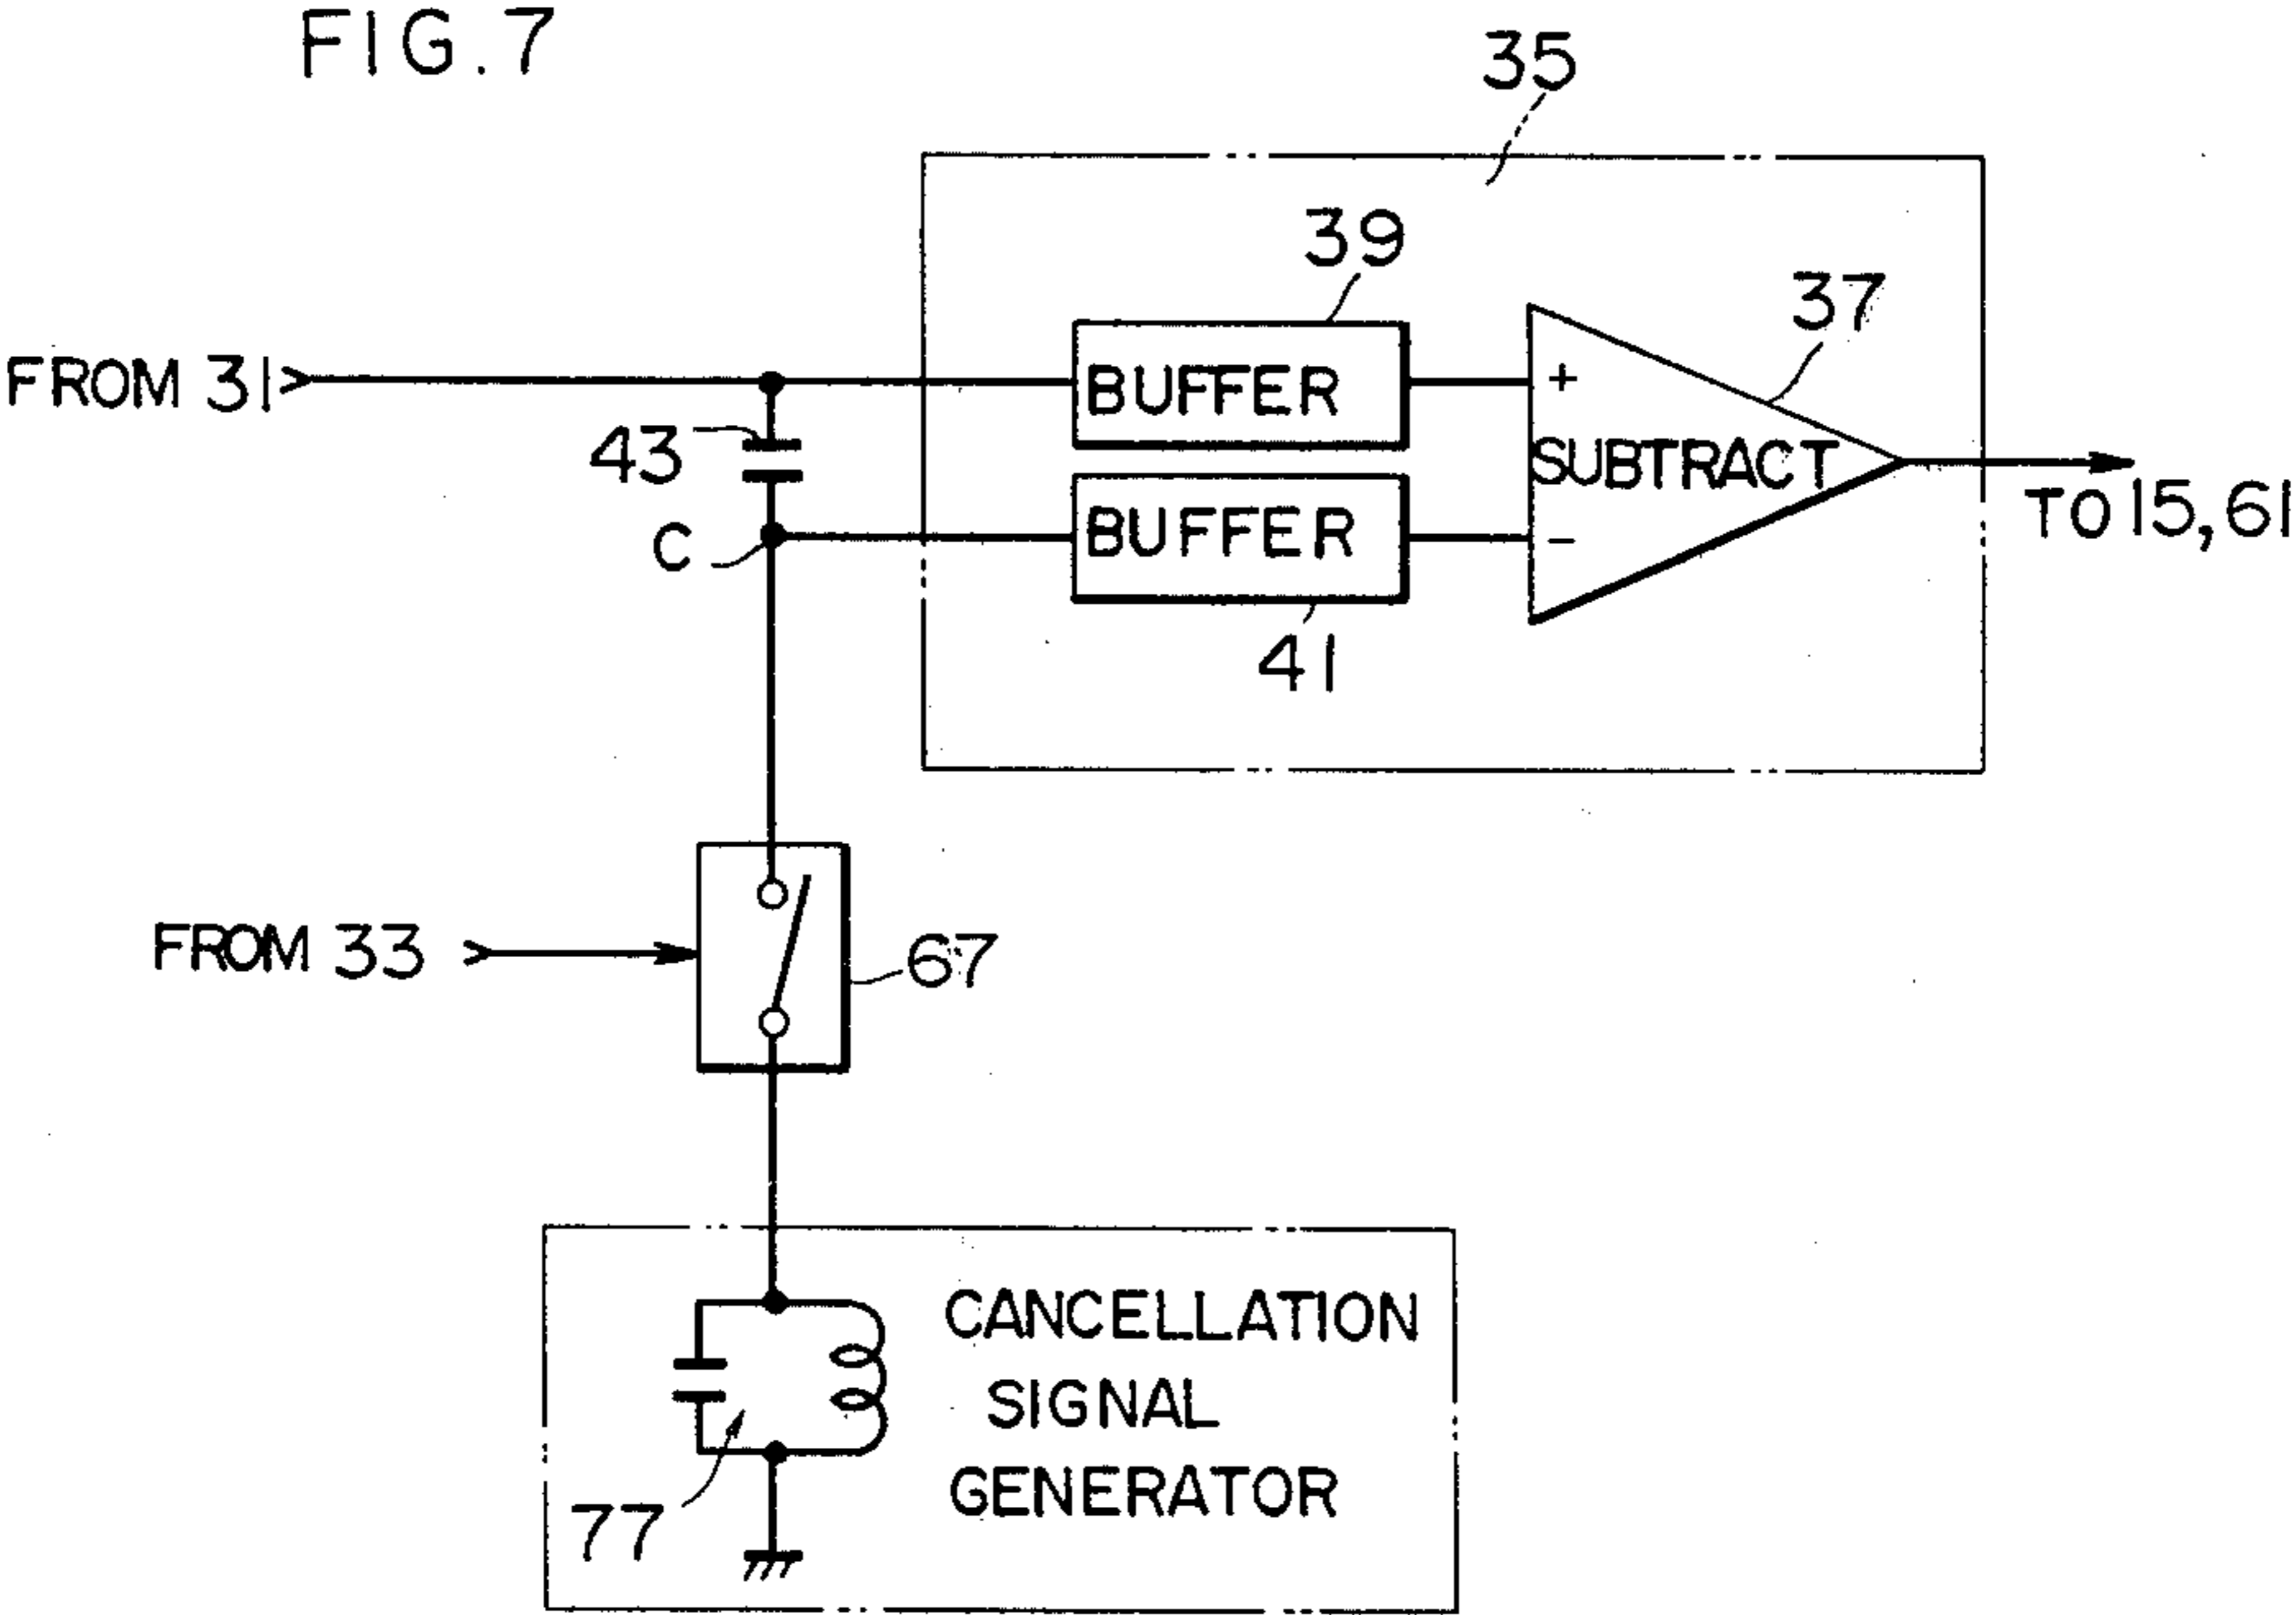 FIG.7
35
39
37
FROM 31
BUFFER
+
43
SUBTRACT
C
BUFFER
−
TO 15, 61
41
FROM 33
67
CANCELLATION
SIGNAL
GENERATOR
77